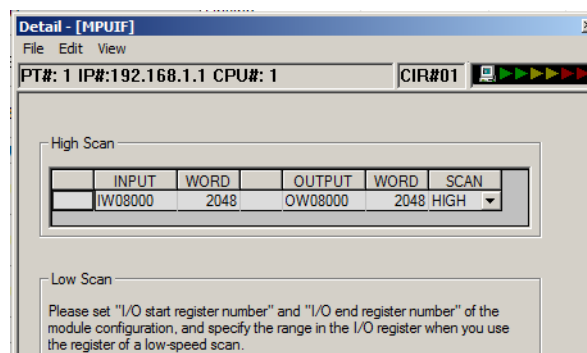 Detail - [MPUIF]
File Edit View
PT#: 1 IP#:192.168.1.1 CPU#: 1 CIR#01
High Scan
INPUT WORD OUTPUT WORD SCAN
IW08000 2048 OW08000 2048 HIGH
Low Scan
Please set "I/O start register number" and "I/O end register number" of the
module configuration, and specify the range in the I/O register when you use
the register of a low-speed scan.